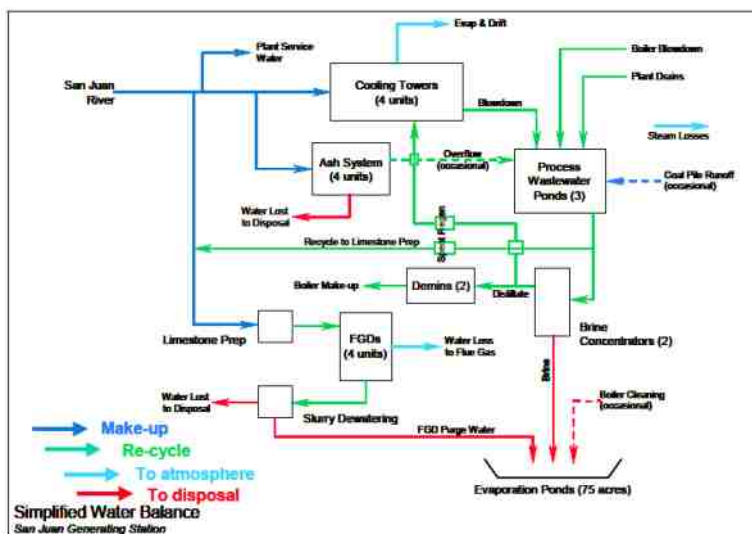 Evap & Drift
Plant Service
Water
Boiler Blowdown
San Juan
River
Cooling Towers
(4 units)
Plant Drains
Blowdown
Steam Losses
Ash System
(4 units)
Overflow
(occasional)
Process
Wastewater
Ponds (3)
Coal Pile Runoff
(occasional)
Water Lost
to Disposal
Spent Regen
Recycle to Limestone Prep
Boiler Make-up
Demins (2)
Distillate
Limestone Prep
FGDs
(4 units)
Water Loss
to Flue Gas
Brine
Concentrators (2)
Brine
Water Lost
to Disposal
Boiler Cleaning
(occasional)
Slurry Dewatering
Make-up
FGD Purge Water
Re-cycle
To atmosphere
To disposal
Evaporation Ponds (75 acres)
Simplified Water Balance
San Juan Generating Station